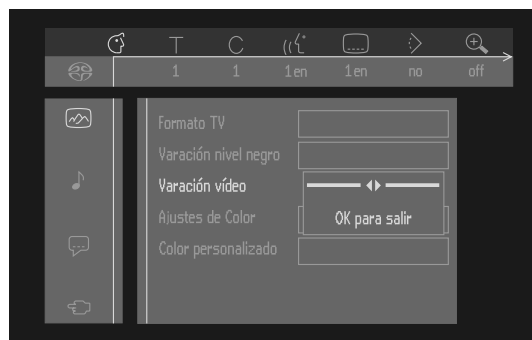 T C
1 1 1en 1en no off
Formato TV
Varación nivel negro
Varación vídeo
Ajustes de Color
OK para salir
Color personalizado